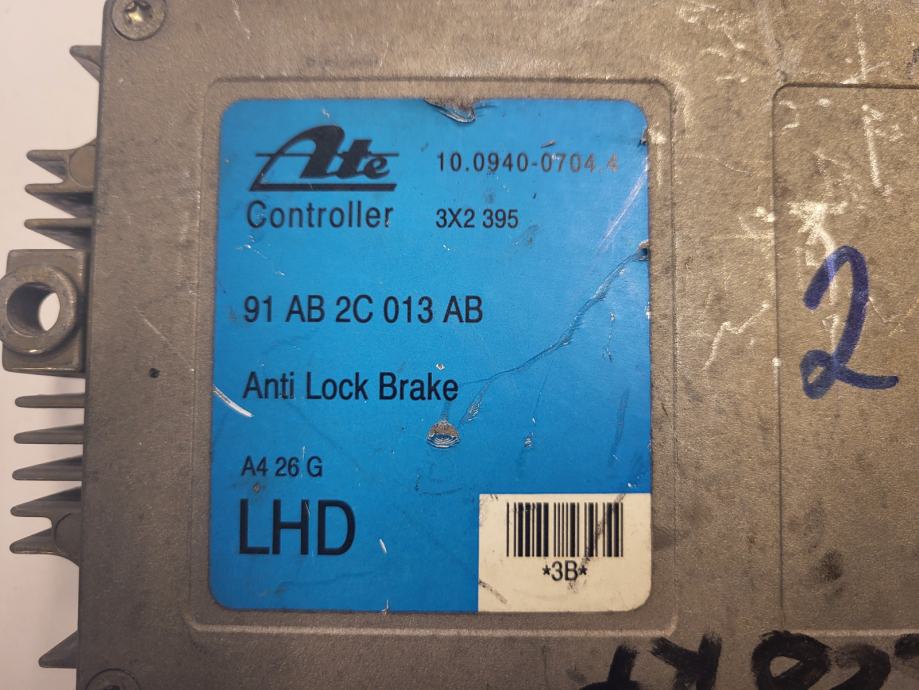 Ate 10.0940-0704.4
Controller 3X2 395
91 AB 2C 013 AB
Anti Lock Brake
A4 26 G
LHD
*3B*
2